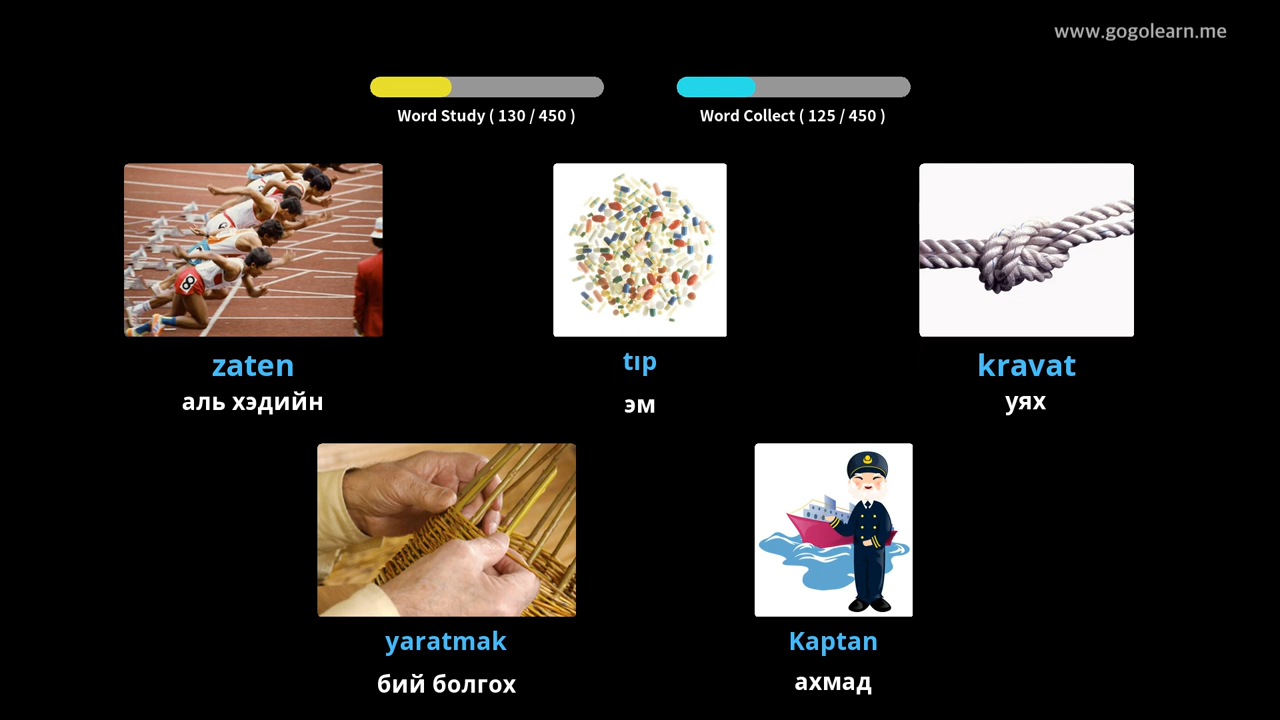 www.gogolearn.me
Word Study ( 130 / 450 )
Word Collect ( 125 / 450 )
8
zaten
аль хэдийн
tıp
эм
kravat
уях
yaratmak
бий болгох
Kaptan
ахмад